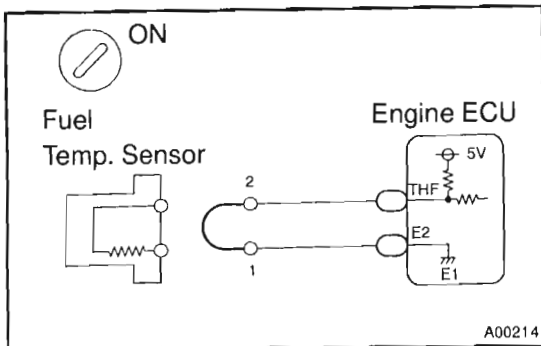 ON
Fuel
Temp. Sensor
Engine ECU
5V
2
THF
E2
1
E1
A00214